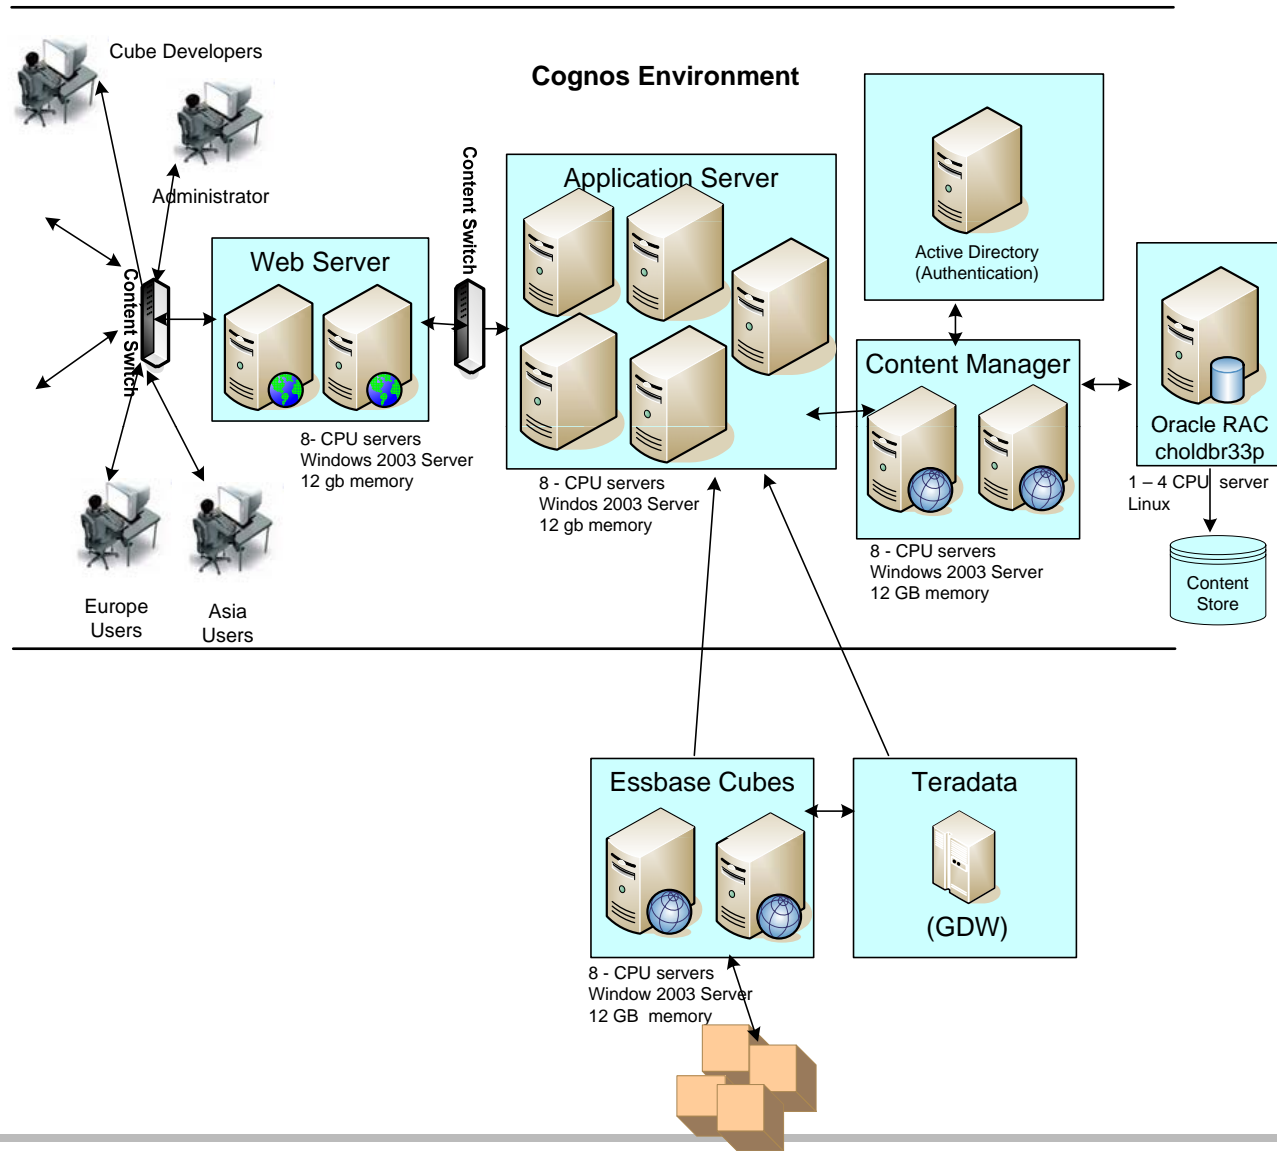 Cube Developers
Cognos Environment
Administrator
Content Switch
Web Server
8- CPU servers
Windows 2003 Server
12 gb memory
Content Switch
Application Server
8 - CPU servers
Windos 2003 Server
12 gb memory
Active Directory
(Authentication)
Content Manager
8 - CPU servers
Windows 2003 Server
12 GB memory
Oracle RAC
choldbr33p
1 – 4 CPU server
Linux
Content
Store
Europe
Users
Asia
Users
Essbase Cubes
8 - CPU servers
Window 2003 Server
12 GB memory
Teradata
(GDW)